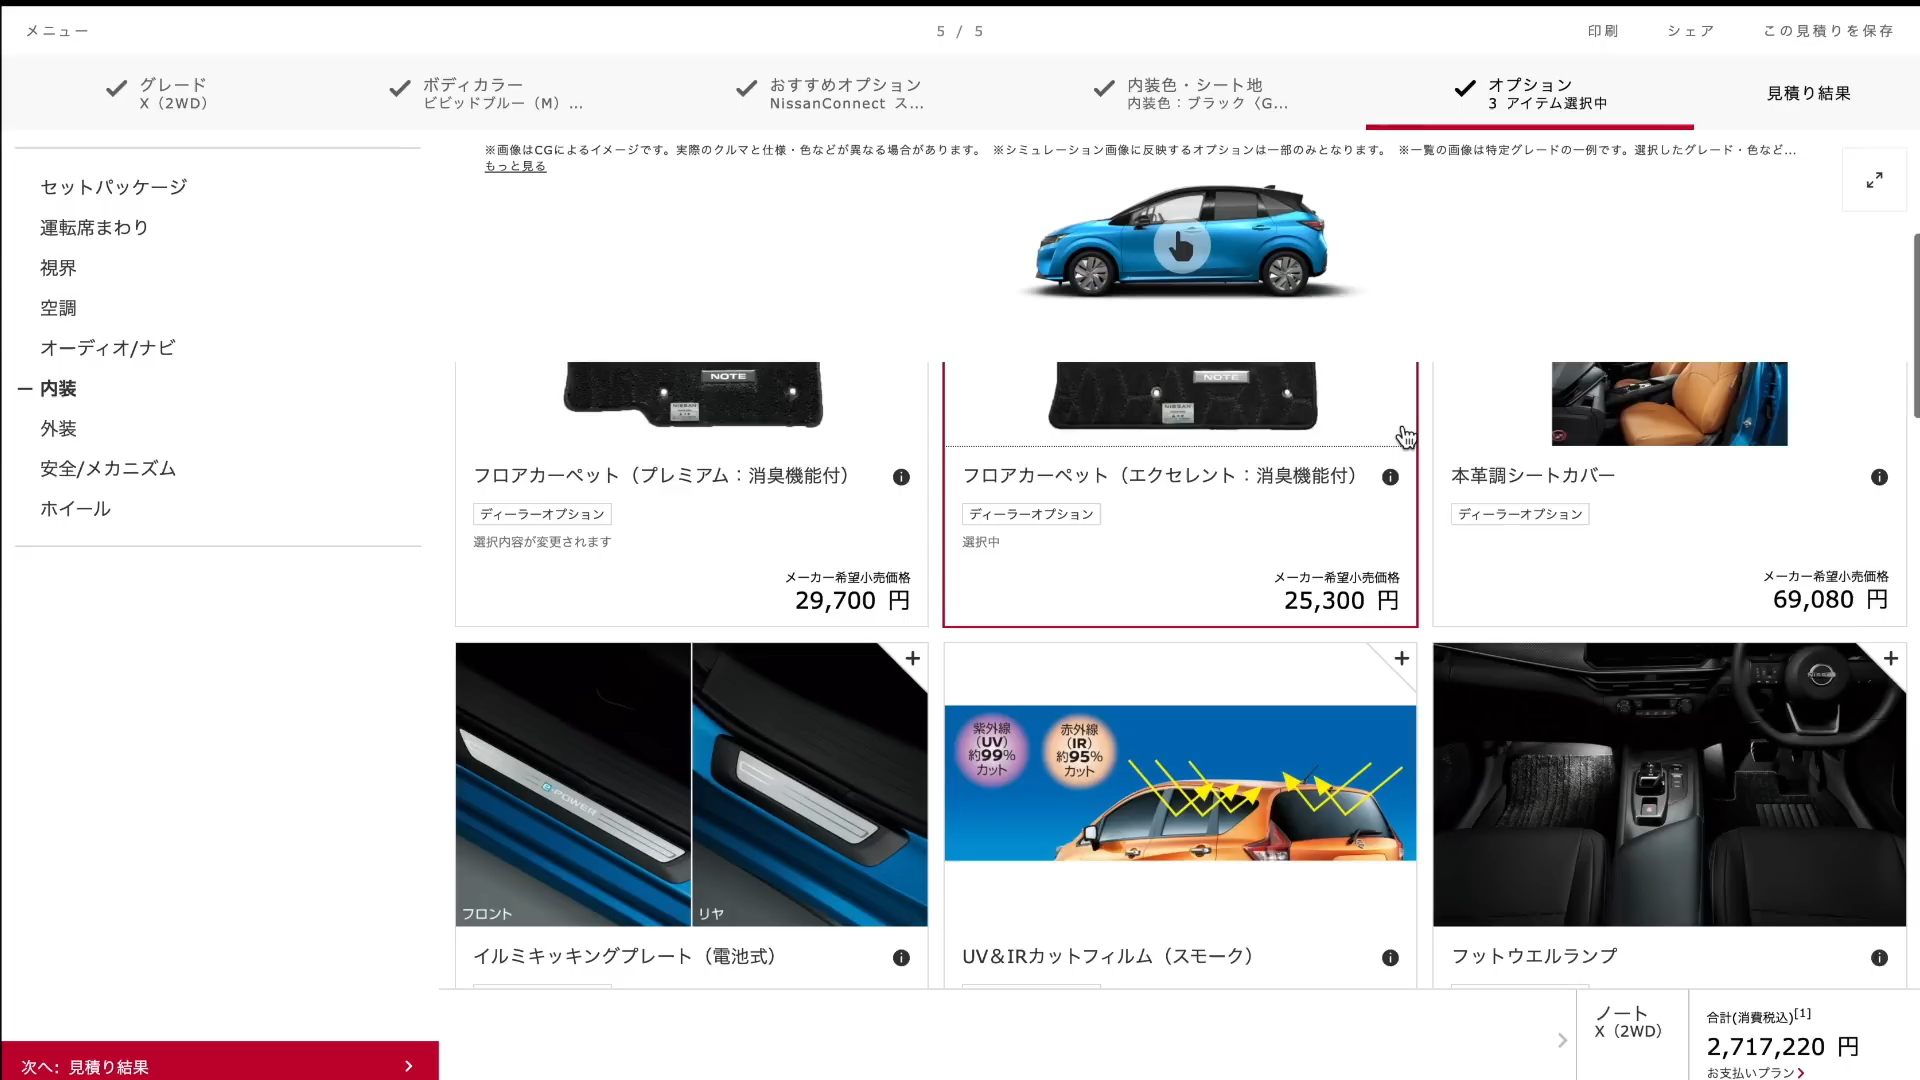 メニュー
5 / 5
印刷
シェア
この見積りを保存
グレード
X（2WD）
ボディカラー
ビビッドブルー（M）...
おすすめオプション
NissanConnect ス...
内装色・シート地
内装色：ブラック〈G...
オプション
3 アイテム選択中
見積り結果
※画像はCGによるイメージです。実際のクルマと仕様・色などが異なる場合があります。 ※シミュレーション画像に反映するオプションは一部のみとなります。 ※一覧の画像は特定グレードの一例です。選択したグレード・色など...
もっと見る
セットパッケージ
運転席まわり
視界
空調
オーディオ/ナビ
内装
外装
安全/メカニズム
ホイール
NOTE
NISSAN
NOTE
NISSAN
フロアカーペット（プレミアム：消臭機能付）
ディーラーオプション
選択内容が変更されます
メーカー希望小売価格
29,700 円
フロアカーペット（エクセレント：消臭機能付）
ディーラーオプション
選択中
メーカー希望小売価格
25,300 円
本革調シートカバー
ディーラーオプション
メーカー希望小売価格
69,080 円
e-POWER
フロント
リヤ
イルミキッキングプレート（電池式）
紫外線
（UV）
約99%
カット
赤外線
（IR）
約95%
カット
UV＆IRカットフィルム（スモーク）
フットウエルランプ
次へ: 見積り結果
ノート
X（2WD）
合計(消費税込)[1]
2,717,220 円
お支払いプラン